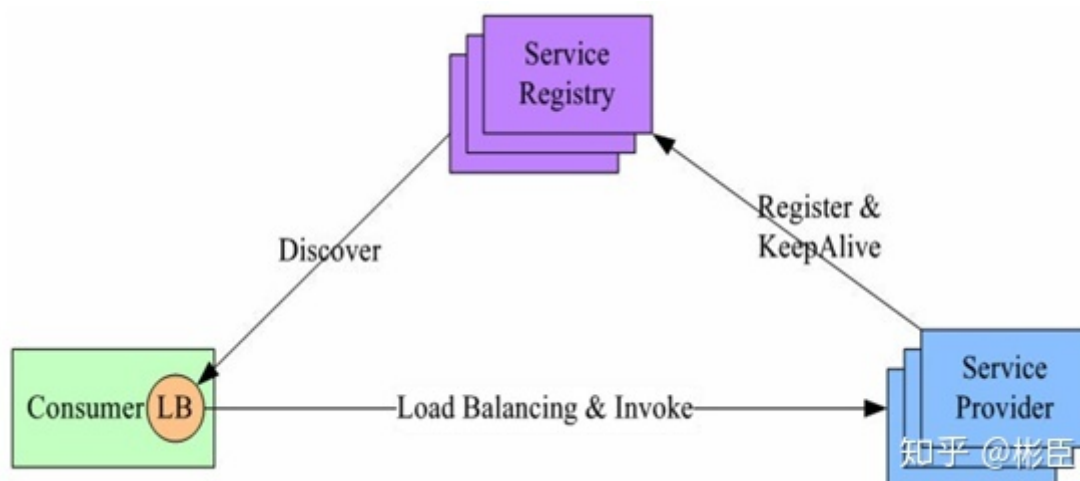 Service
Registry
Register &
KeepAlive
Discover
Consumer
LB
Load Balancing & Invoke
Service
Provider
知乎 @彬臣